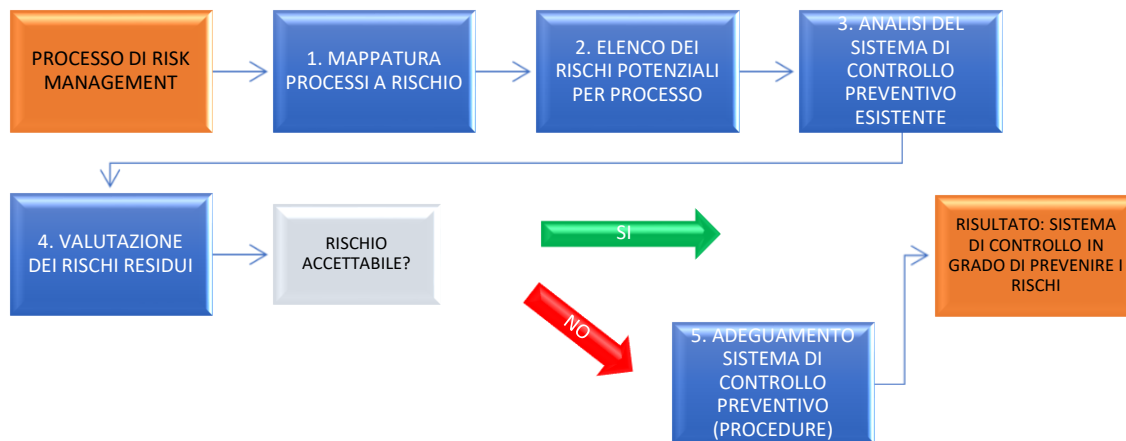 PROCESSO DI RISK
MANAGEMENT
1. MAPPATURA
PROCESSI A RISCHIO
2. ELENCO DEI
RISCHI POTENZIALI
PER PROCESSO
3. ANALISI DEL
SISTEMA DI
CONTROLLO
PREVENTIVO
ESISTENTE
4. VALUTAZIONE
DEI RISCHI RESIDUI
RISCHIO
ACCETTABILE?
SI
NO
5. ADEGUAMENTO
SISTEMA DI
CONTROLLO
PREVENTIVO
(PROCEDURE)
RISULTATO: SISTEMA
DI CONTROLLO IN
GRADO DI PREVENIRE I
RISCHI